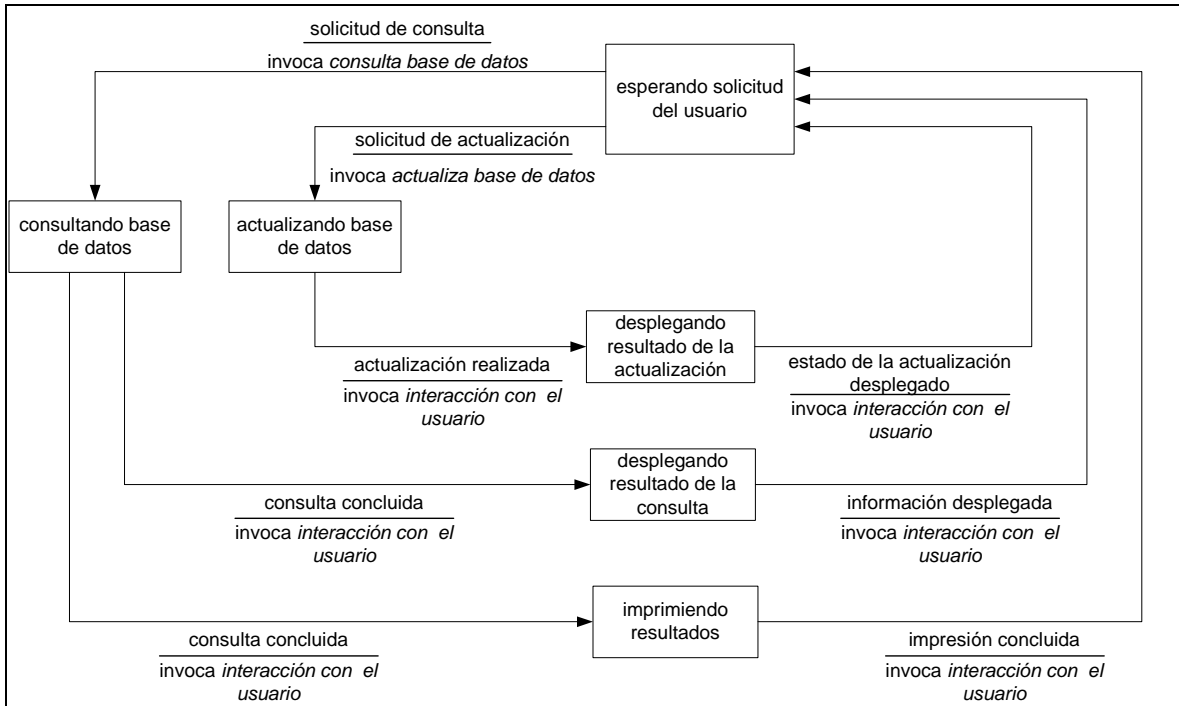 solicitud de consulta
invoca consulta base de datos
esperando solicitud
del usuario
solicitud de actualización
invoca actualiza base de datos
consultando base
de datos
actualizando base
de datos
desplegando
resultado de la
actualización
actualización realizada
invoca interacción con el
usuario
estado de la actualización
desplegado
invoca interacción con el
usuario
desplegando
resultado de la
consulta
consulta concluida
invoca interacción con el
usuario
información desplegada
invoca interacción con el
usuario
imprimiendo
resultados
consulta concluida
invoca interacción con el
usuario
impresión concluida
invoca interacción con el
usuario